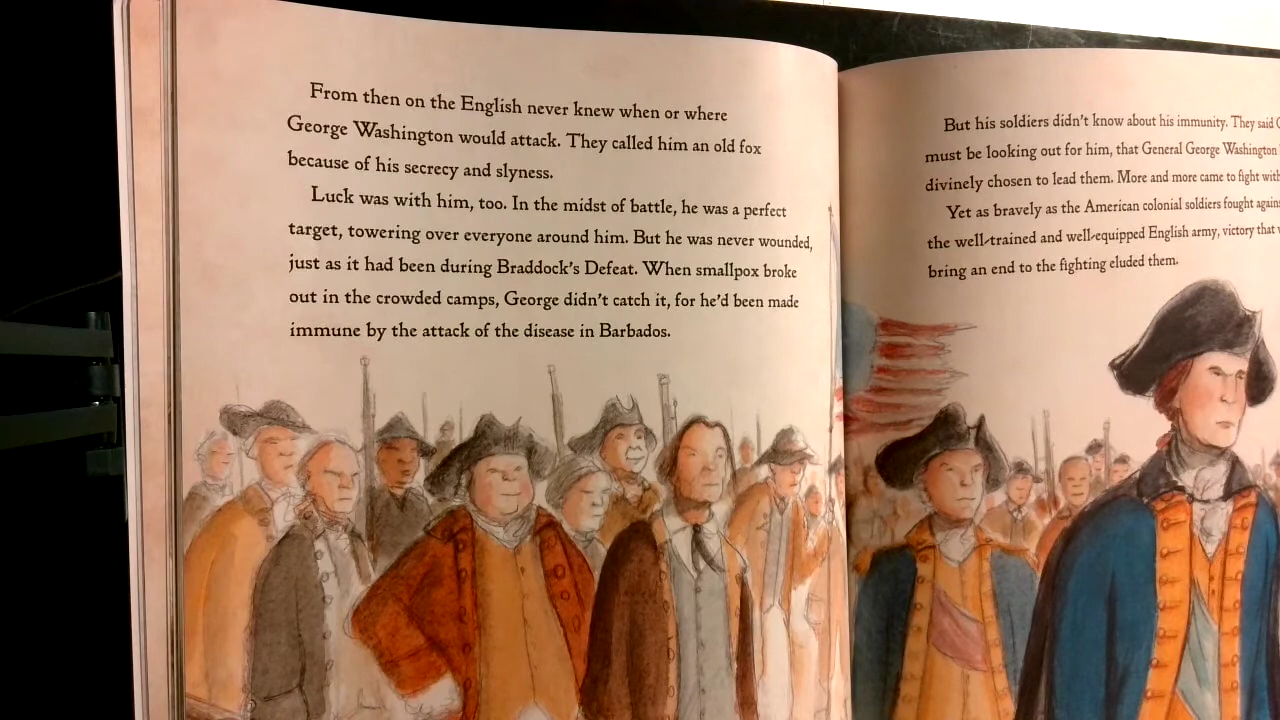 From then on the English never knew when or where
George Washington would attack. They called him an old fox
because of his secrecy and slyness.
Luck was with him, too. In the midst of battle, he was a perfect
target, towering over everyone around him. But he was never wounded,
just as it had been during Braddock's Defeat. When smallpox broke
out in the crowded camps, George didn't catch it, for he'd been made
immune by the attack of the disease in Barbados.
But his soldiers didn't know about his immunity. They said
must be looking out for him, that General George Washington
divinely chosen to lead them. More and more came to fight with
Yet as bravely as the American colonial soldiers fought
the well-trained and well-equipped English army, victory that
bring an end to the fighting eluded them.